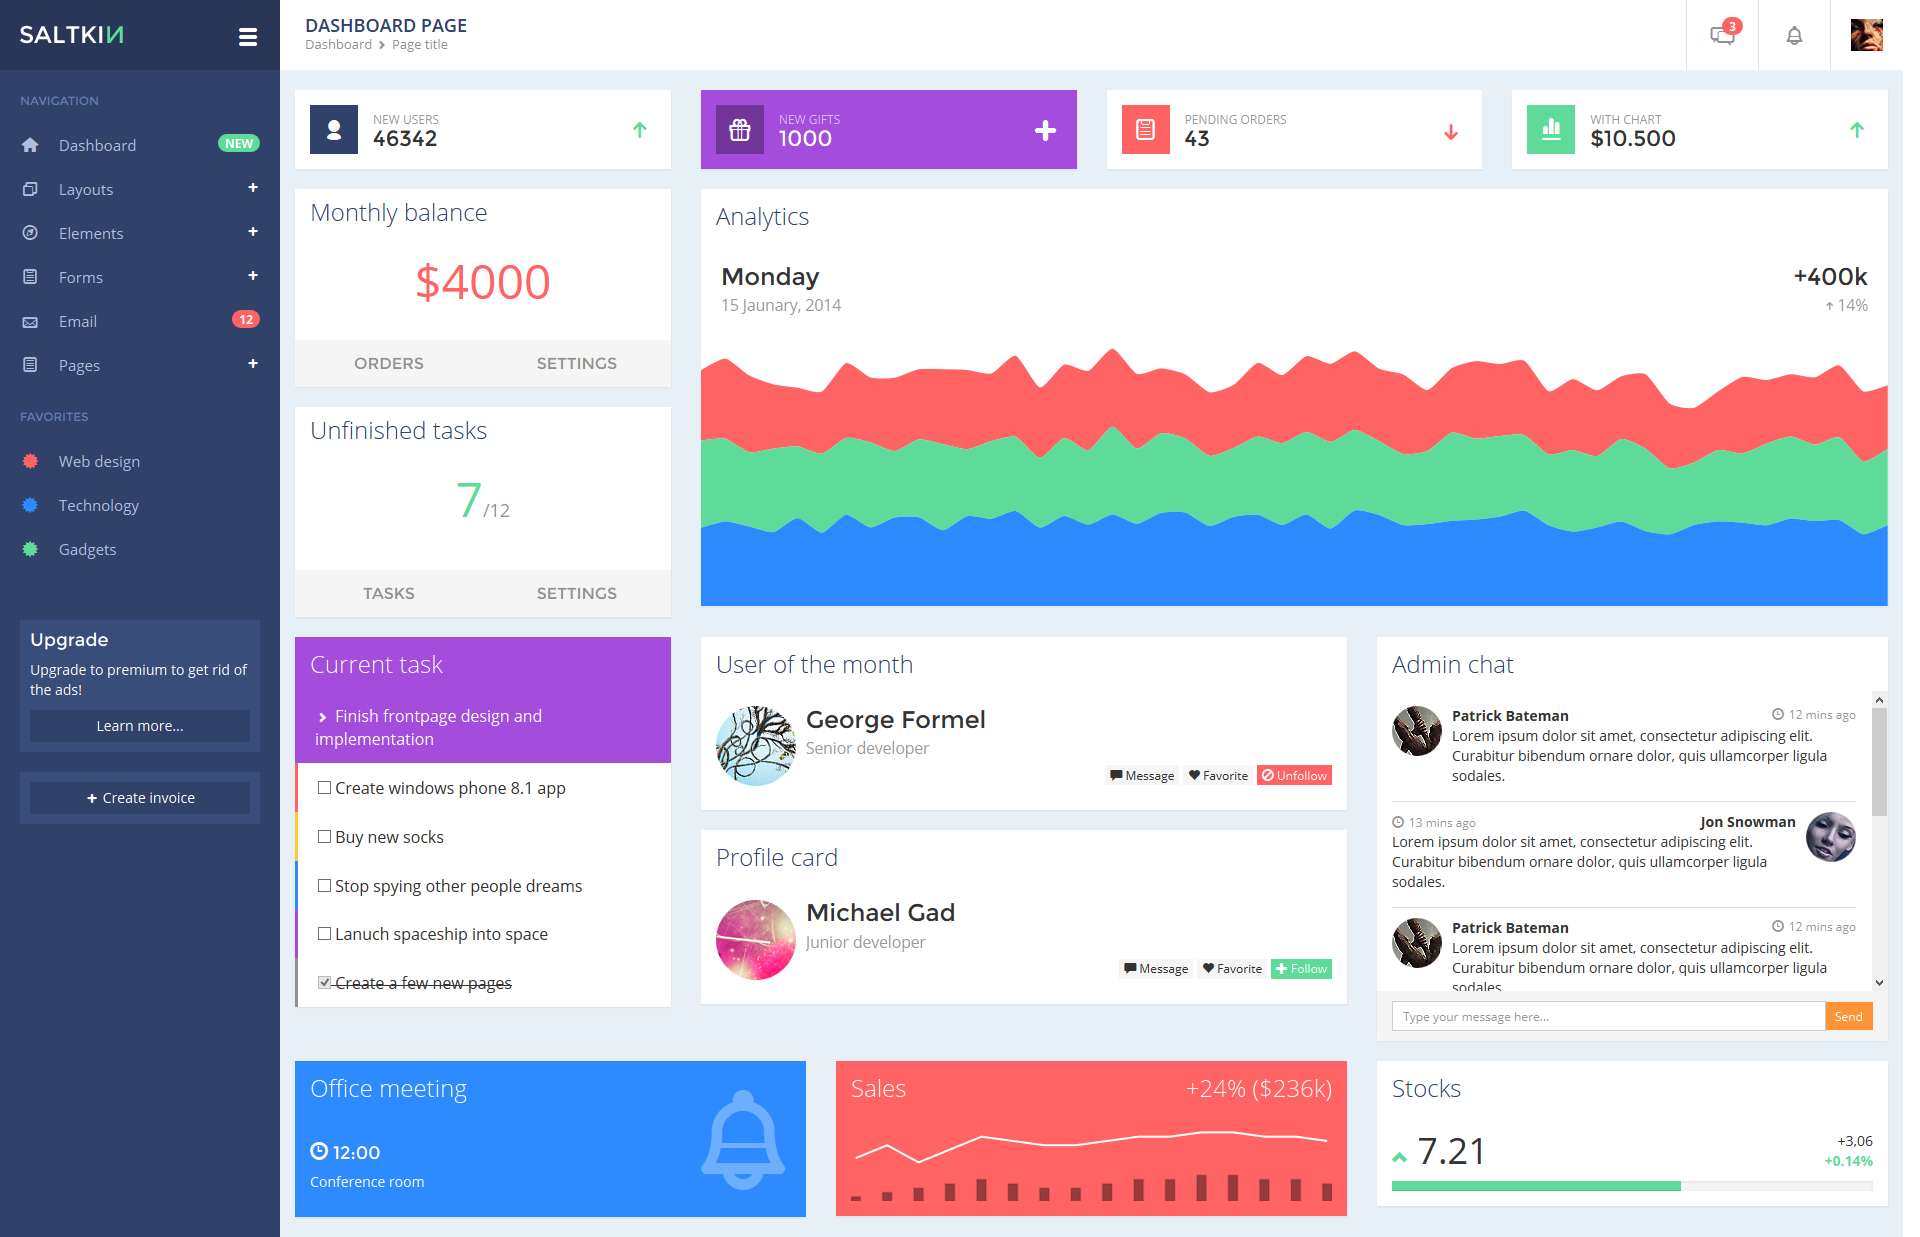 SALTKIN
DASHBOARD PAGE
Dashboard Page title
3
NAVIGATION
Dashboard NEW
Layouts +
Elements +
Forms +
Email 12
Pages +
FAVORITES
Web design
Technology
Gadgets
Upgrade
Upgrade to premium to get rid of
the ads!
Learn more...
+ Create invoice
NEW USERS
46342
NEW GIFTS
1000
PENDING ORDERS
43
WITH CHART
$10.500
Monthly balance
$4000
ORDERS SETTINGS
Unfinished tasks
7/12
TASKS SETTINGS
Analytics
Monday
15 Jaunary, 2014
+400k
14%
Current task
Finish frontpage design and
implementation
Create windows phone 8.1 app
Buy new socks
Stop spying other people dreams
Lanuch spaceship into space
Create a few new pages
User of the month
George Formel
Senior developer
Message Favorite Unfollow
Profile card
Michael Gad
Junior developer
Message Favorite Follow
Admin chat
Patrick Bateman 12 mins ago
Lorem ipsum dolor sit amet, consectetur adipiscing elit.
Curabitur bibendum ornare dolor, quis ullamcorper ligula
sodales.
13 mins ago Jon Snowman
Lorem ipsum dolor sit amet, consectetur adipiscing elit.
Curabitur bibendum ornare dolor, quis ullamcorper ligula
sodales.
Patrick Bateman 12 mins ago
Lorem ipsum dolor sit amet, consectetur adipiscing elit.
Curabitur bibendum ornare dolor, quis ullamcorper ligula
sodales.
Type your message here... Send
Office meeting
12:00
Conference room
Sales +24% ($236k)
Stocks
7.21
+3,06
+0.14%